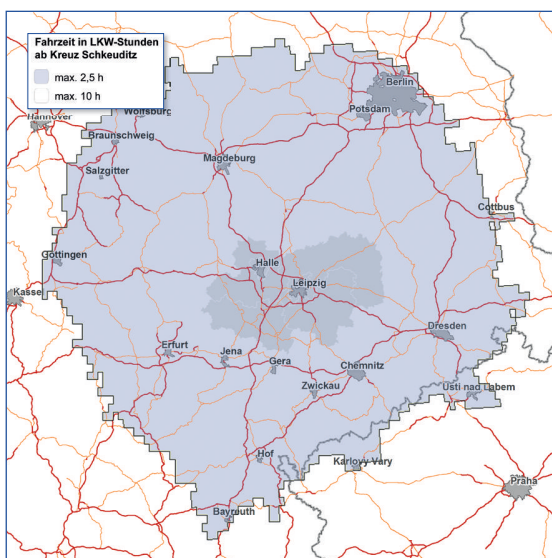 Fahrzeit in LKW-Stunden
ab Kreuz Schkeuditz
max. 2,5 h
max. 10 h
Berlin
Potsdam
Wolfsburg
Hannover
Braunschweig
Magdeburg
Salzgitter
Cottbus
Göttingen
Halle
Leipzig
Kassel
Dresden
Erfurt
Jena
Gera
Chemnitz
Zwickau
Usti nad Labem
Hof
Karlovy Vary
Praha
Bayreuth